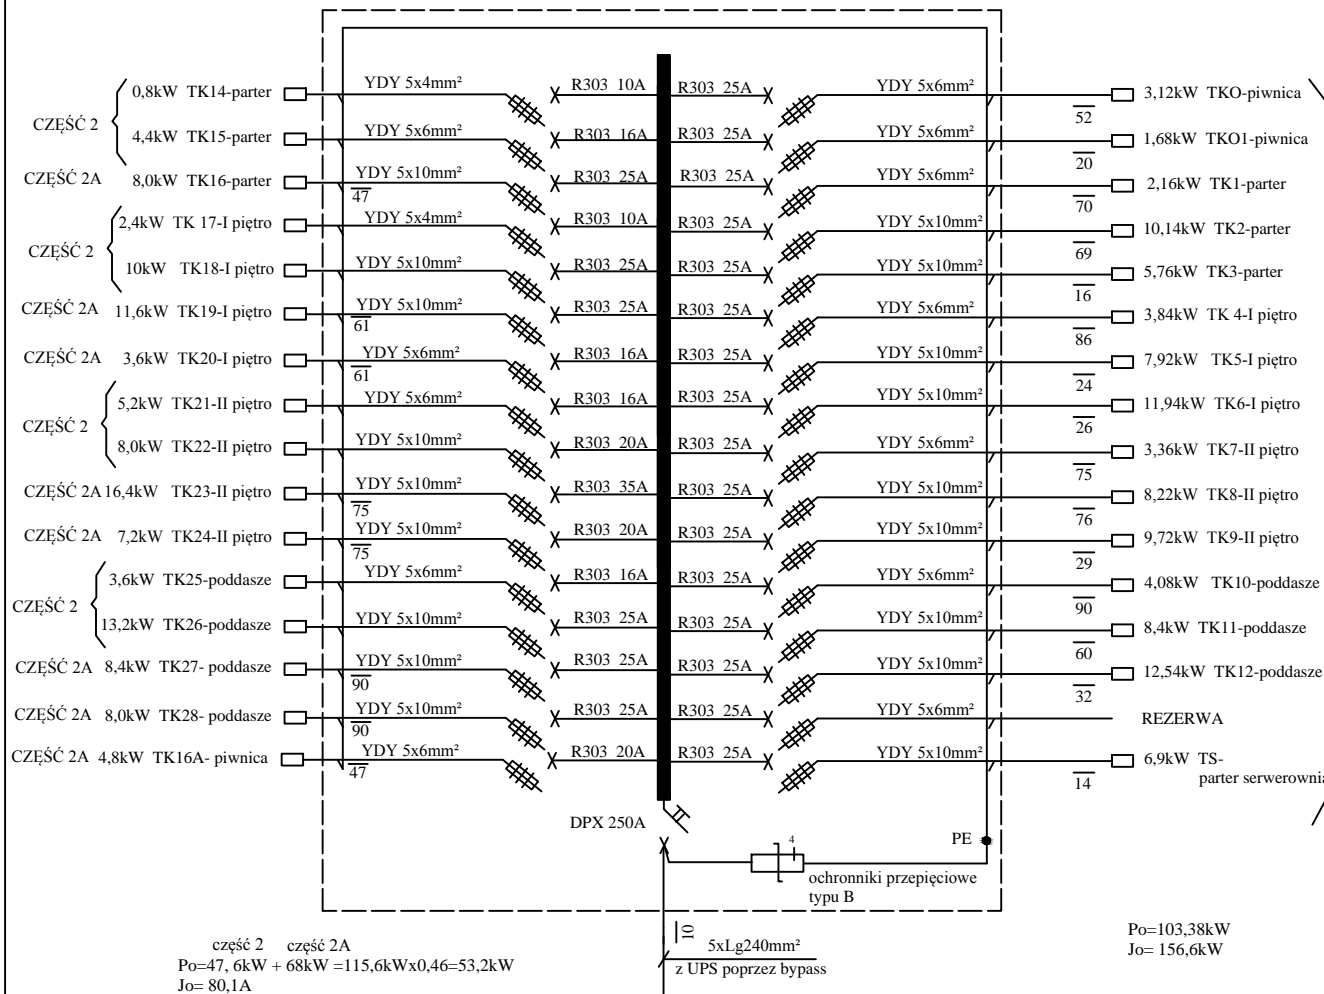 0,8kW TK14-parter YDY 5x4mm² R303 10A R303 25A YDY 5x6mm² 52 3,12kW TKO-piwnica
CZĘŚĆ 2
4,4kW TK15-parter YDY 5x6mm² R303 16A R303 25A YDY 5x6mm² 20 1,68kW TKO1-piwnica
CZĘŚĆ 2A 8,0kW TK16-parter YDY 5x10mm² 47 R303 25A R303 25A YDY 5x6mm² 70 2,16kW TK1-parter
2,4kW TK 17-I piętro YDY 5x4mm² R303 10A R303 25A YDY 5x10mm² 69 10,14kW TK2-parter
CZĘŚĆ 2
10kW TK18-I piętro YDY 5x10mm² R303 25A R303 25A YDY 5x10mm² 16 5,76kW TK3-parter
CZĘŚĆ 2A 11,6kW TK19-I piętro YDY 5x10mm² 61 R303 25A R303 25A YDY 5x6mm² 86 3,84kW TK 4-I piętro
CZĘŚĆ 2A 3,6kW TK20-I piętro YDY 5x6mm² 61 R303 16A R303 25A YDY 5x10mm² 24 7,92kW TK5-I piętro
5,2kW TK21-II piętro YDY 5x6mm² R303 16A R303 25A YDY 5x10mm² 26 11,94kW TK6-I piętro
CZĘŚĆ 2
8,0kW TK22-II piętro YDY 5x10mm² R303 20A R303 25A YDY 5x6mm² 75 3,36kW TK7-II piętro
CZĘŚĆ 2A 16,4kW TK23-II piętro YDY 5x10mm² 75 R303 35A R303 25A YDY 5x10mm² 76 8,22kW TK8-II piętro
CZĘŚĆ 2A 7,2kW TK24-II piętro YDY 5x10mm² 75 R303 20A R303 25A YDY 5x10mm² 29 9,72kW TK9-II piętro
3,6kW TK25-poddasze YDY 5x6mm² R303 16A R303 25A YDY 5x6mm² 90 4,08kW TK10-poddasze
CZĘŚĆ 2
13,2kW TK26-poddasze YDY 5x10mm² R303 25A R303 25A YDY 5x10mm² 60 8,4kW TK11-poddasze
CZĘŚĆ 2A 8,4kW TK27- poddasze YDY 5x10mm² 90 R303 25A R303 25A YDY 5x10mm² 32 12,54kW TK12-poddasze
CZĘŚĆ 2A 8,0kW TK28- poddasze YDY 5x10mm² 90 R303 25A R303 25A YDY 5x6mm² REZERWA
CZĘŚĆ 2A 4,8kW TK16A- piwnica YDY 5x6mm² 47 R303 20A R303 25A YDY 5x10mm² 14 6,9kW TS-
parter serwerownia
DPX 250A
PE
4
ochronniki przepięciowe
typu B
10
5xLg240mm²
z UPS poprzez bypass
część 2 część 2A
Po=47, 6kW + 68kW =115,6kWx0,46=53,2kW
Jo= 80,1A
Po=103,38kW
Jo= 156,6kW